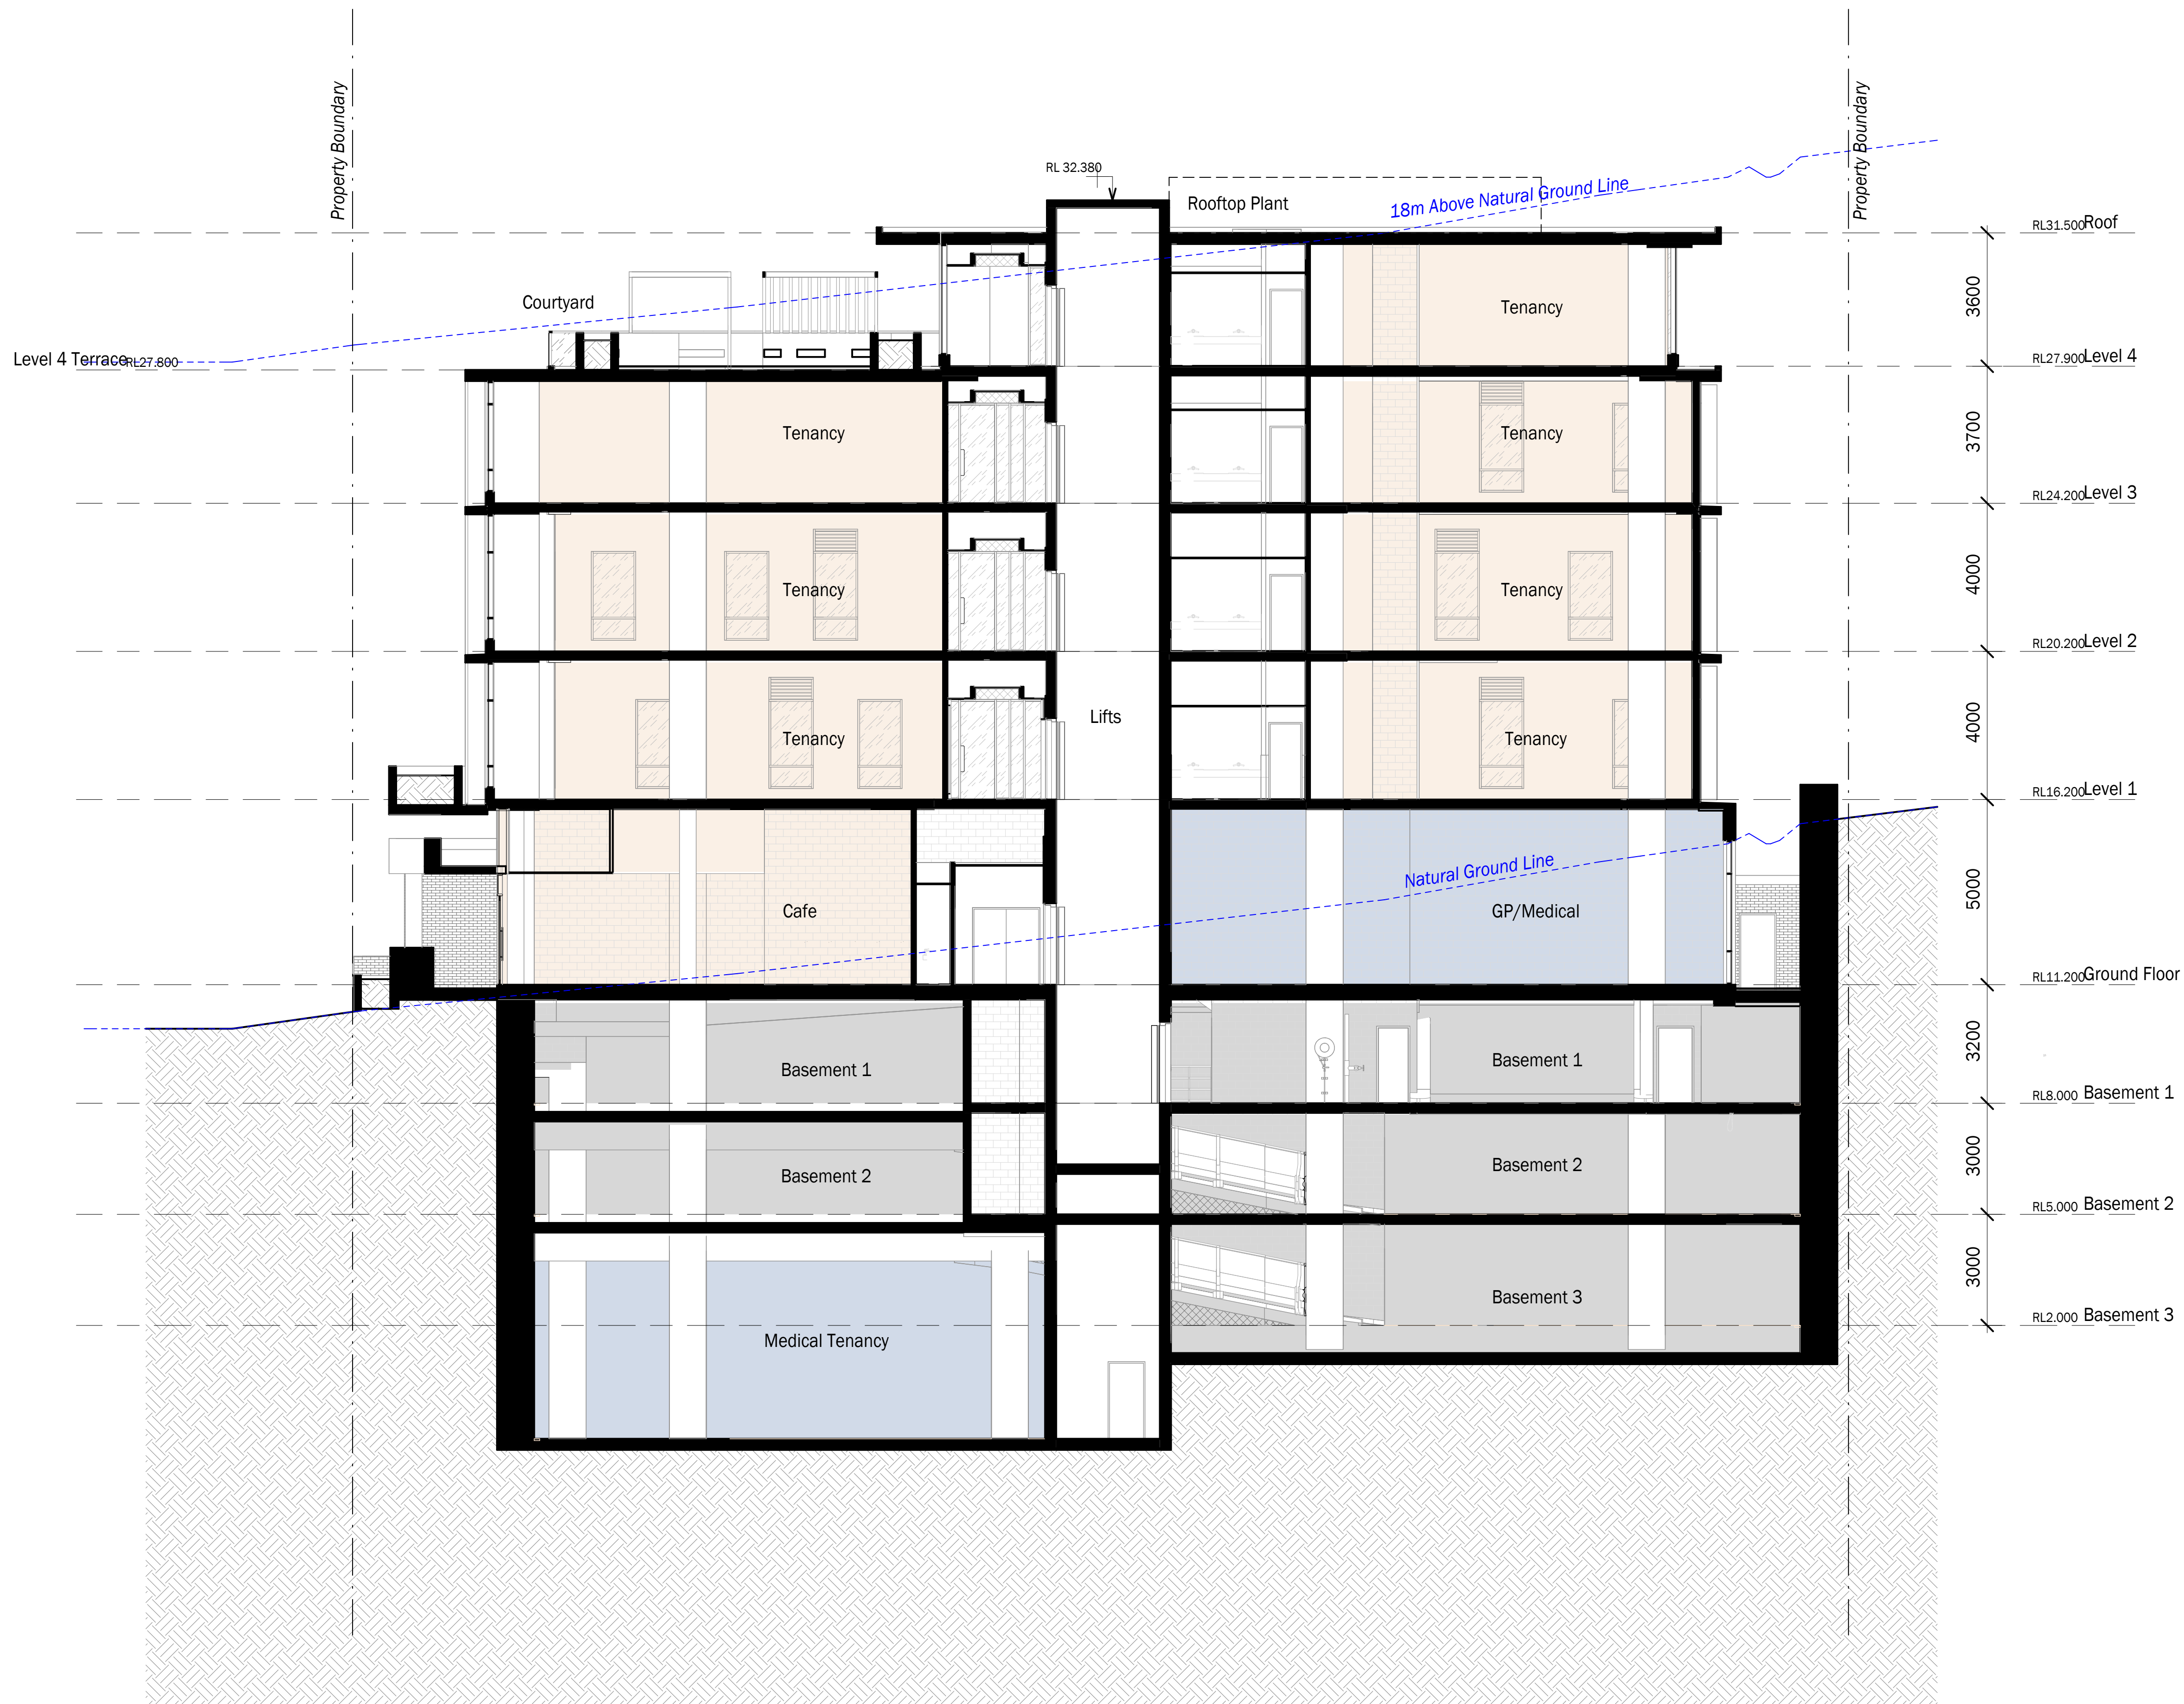 Property Boundary
Property Boundary
RL 32.380
Rooftop Plant
18m Above Natural Ground Line
RL31.500 Roof
3600
Courtyard
Tenancy
Level 4 Terrace RL27.800
RL27.900 Level 4
3700
Tenancy
Tenancy
RL24.200 Level 3
4000
Tenancy
Tenancy
RL20.200 Level 2
4000
Lifts
Tenancy
Tenancy
RL16.200 Level 1
5000
Natural Ground Line
Cafe
GP/Medical
RL11.200 Ground Floor
3200
Basement 1
Basement 1
RL8.000 Basement 1
3000
Basement 2
Basement 2
RL5.000 Basement 2
3000
Basement 3
Medical Tenancy
RL2.000 Basement 3